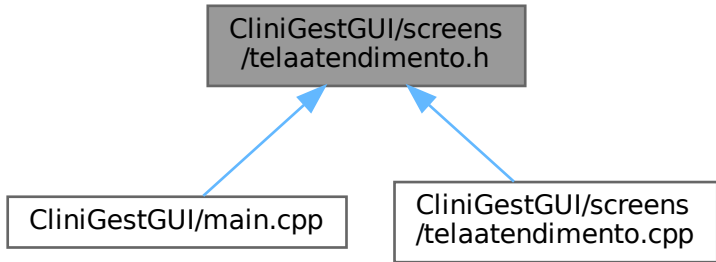 CliniGestGUI/screens
/telaatendimento.h
CliniGestGUI/main.cpp
CliniGestGUI/screens
/telaatendimento.cpp